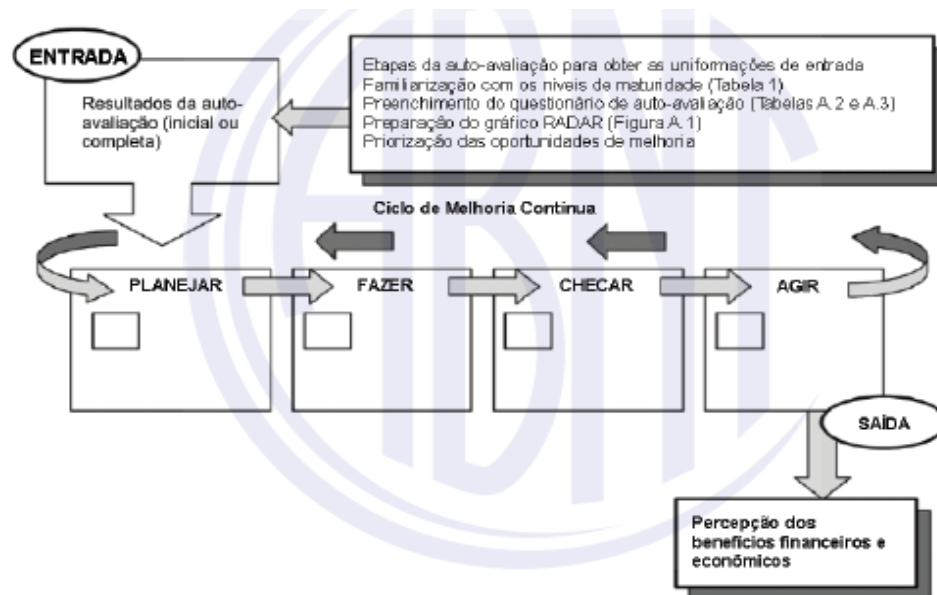 ENTRADA
Resultados da auto-
avaliação (inicial ou
completa)
Etapas da auto-avaliação para obter as uniformações de entrada
Familiarização com os níveis de maturidade (Tabela 1)
Preenchimento do questionário de auto-avaliação (Tabelas A.2 e A.3)
Preparação do gráfico RADAR (Figura A.1)
Priorização das oportunidades de melhoria
Ciclo de Melhoria Continua
PLANEJAR
FAZER
CHECAR
AGIR
SAÍDA
Percepção dos
benefícios financeiros e
econômicos
ABNT